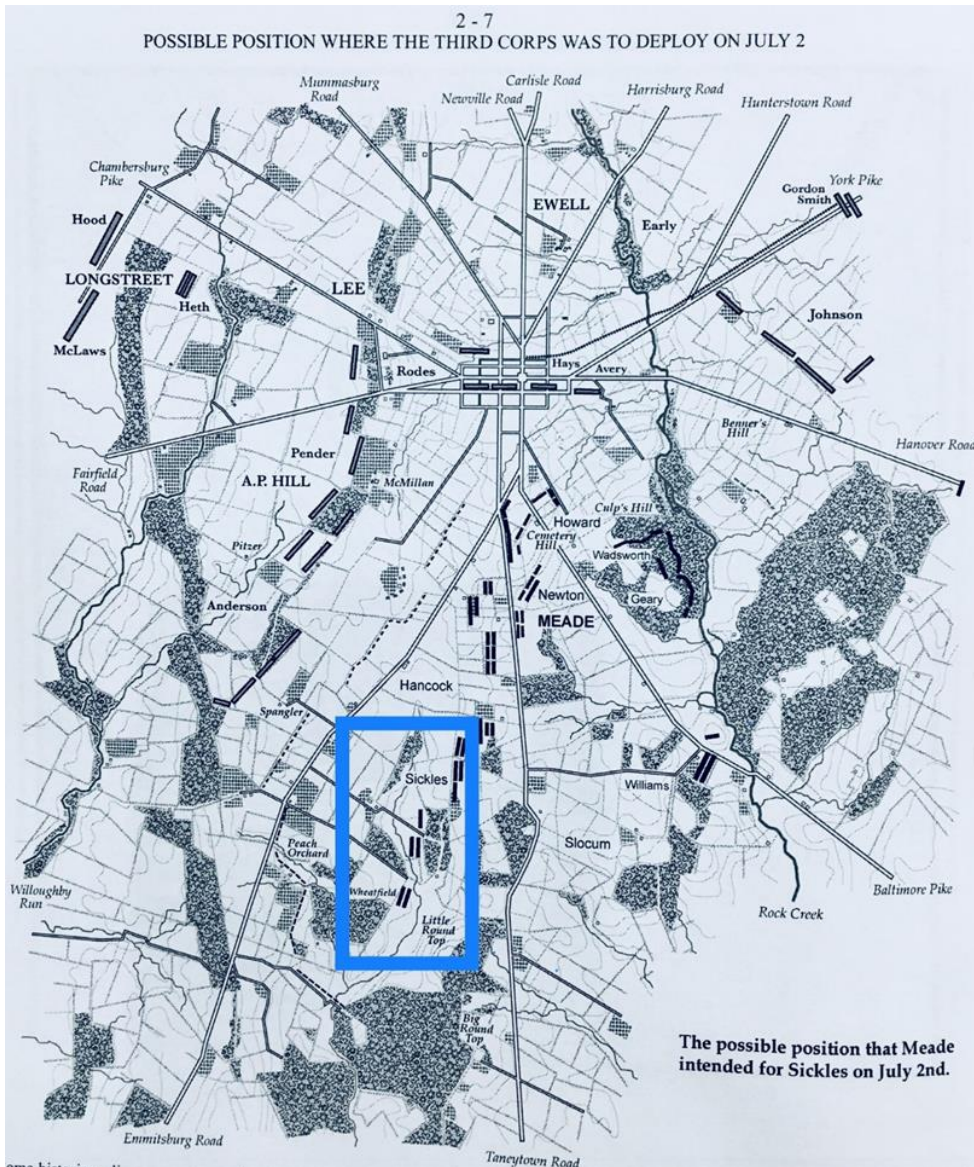 2 - 7
POSSIBLE POSITION WHERE THE THIRD CORPS WAS TO DEPLOY ON JULY 2
Mummasburg
Road
Carlisle Road
Newville Road
Harrisburg Road
Hunterstown Road
Chambersburg
Pike
York Pike
Gordon
Smith
Hood
EWELL
Early
LONGSTREET
LEE
Heth
Johnson
McLaws
Rodes
Hays
Avery
Benner's
Hill
Hanover Road
Pender
Fairfield
Road
A.P. HILL
McMillan
Culp's Hill
Howard
Cemetery
Hill
Wadsworth
Pitzer
Geary
Newton
Anderson
MEADE
Hancock
Spangler
Sickles
Williams
Slocum
Peach
Orchard
Wheatfield
Willoughby
Run
Little
Round
Top
Baltimore Pike
Rock Creek
Big
Round
Top
The possible position that Meade
intended for Sickles on July 2nd.
Emmitsburg Road
Taneytown Road